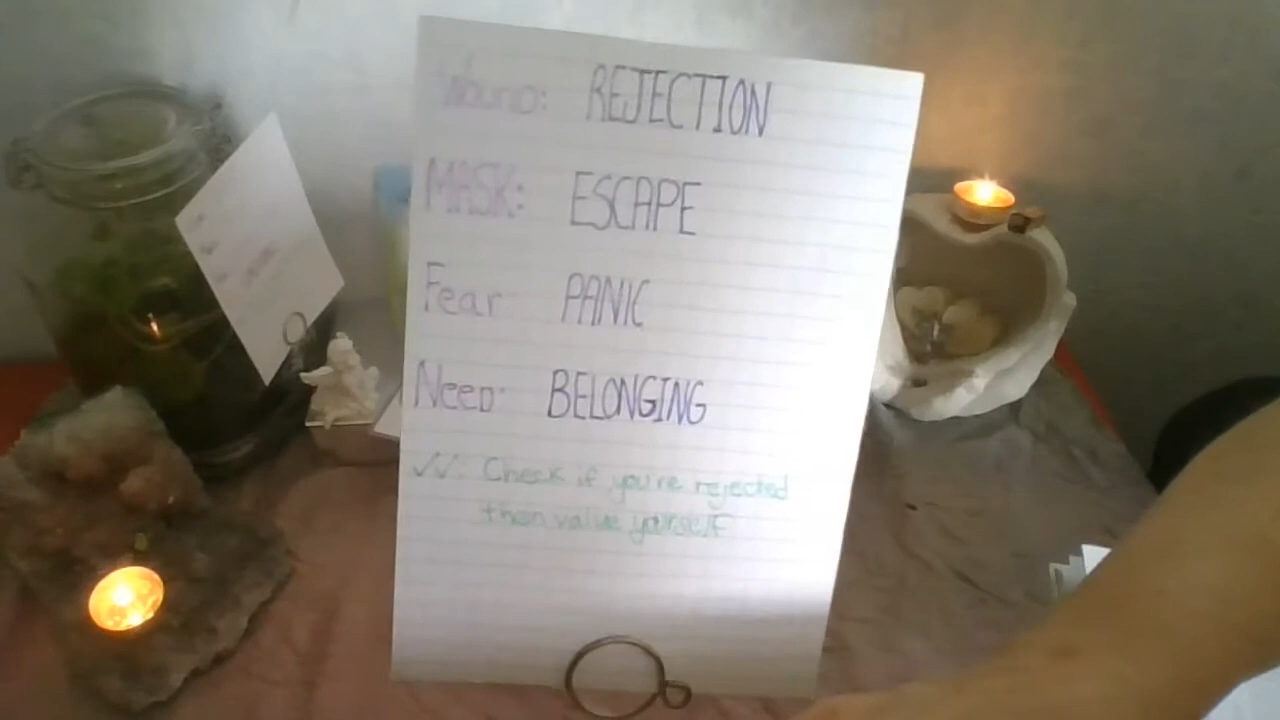 Wound: REJECTION
MASK: ESCAPE
Fear: PANIC
Need: BELONGING
✓✓: Check if you're rejected
then value yourself